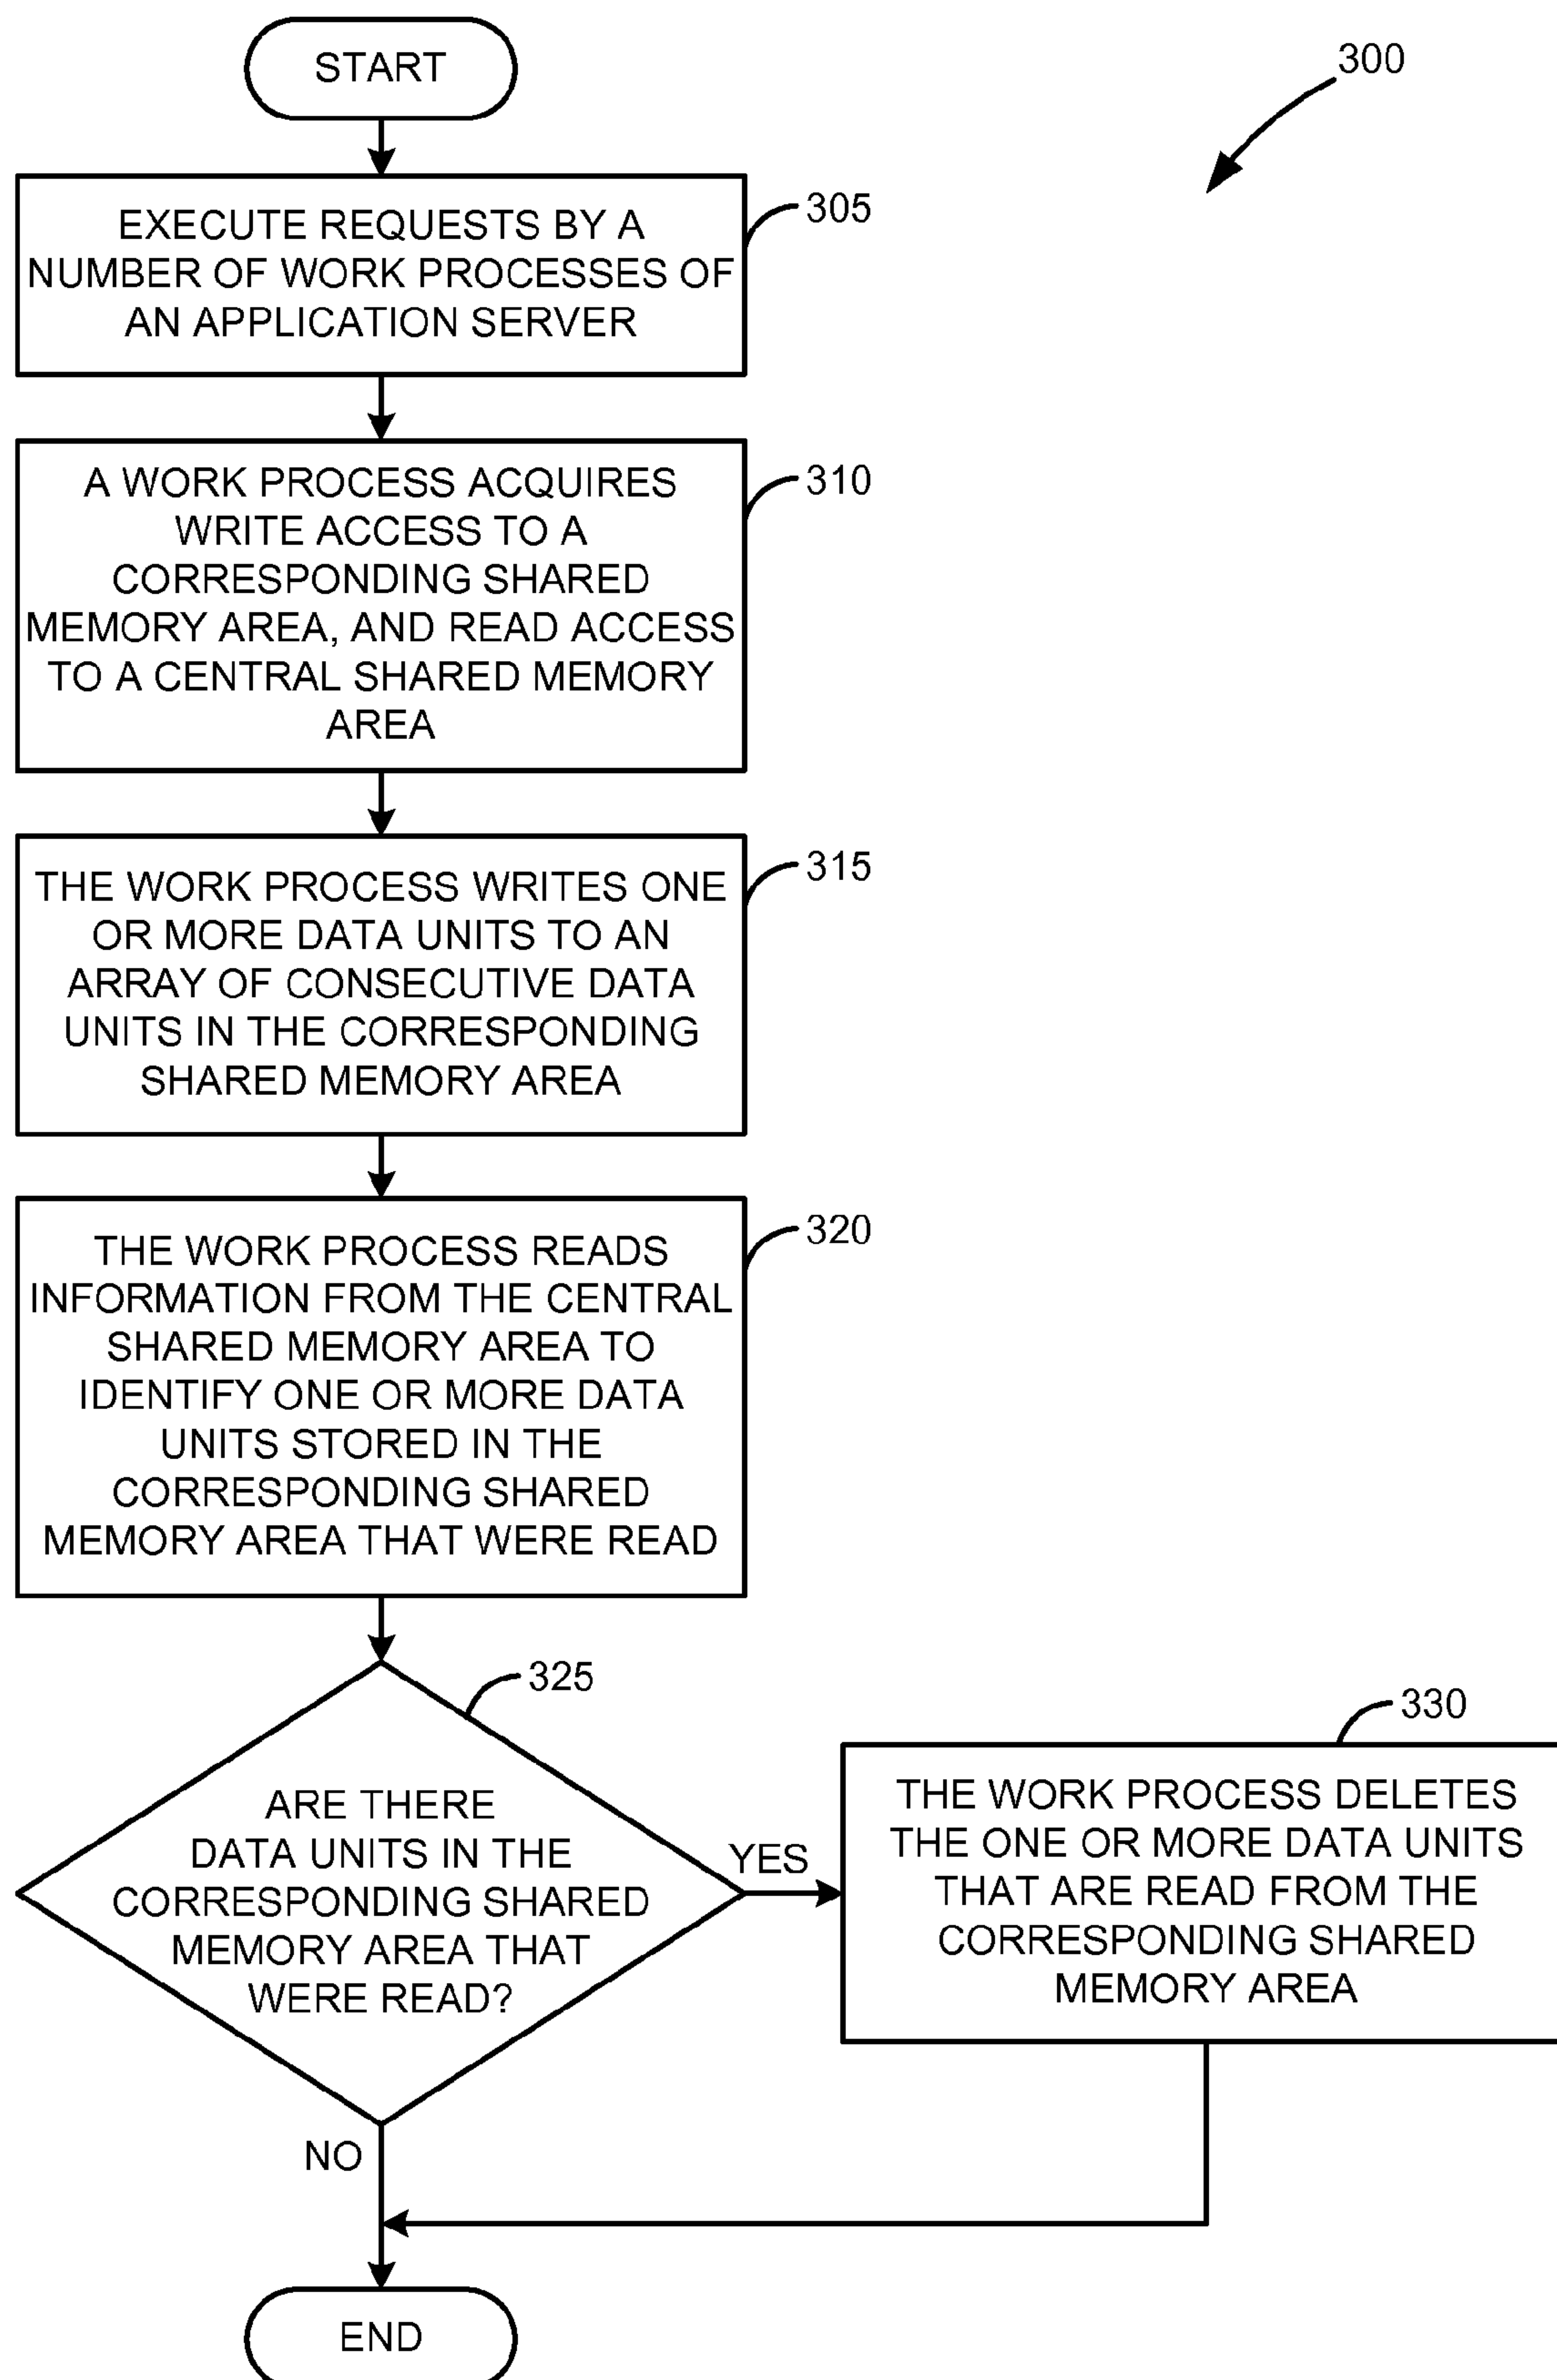 START
300
EXECUTE REQUESTS BY A
NUMBER OF WORK PROCESSES OF
AN APPLICATION SERVER
305
A WORK PROCESS ACQUIRES
WRITE ACCESS TO A
CORRESPONDING SHARED
MEMORY AREA, AND READ ACCESS
TO A CENTRAL SHARED MEMORY
AREA
310
THE WORK PROCESS WRITES ONE
OR MORE DATA UNITS TO AN
ARRAY OF CONSECUTIVE DATA
UNITS IN THE CORRESPONDING
SHARED MEMORY AREA
315
THE WORK PROCESS READS
INFORMATION FROM THE CENTRAL
SHARED MEMORY AREA TO
IDENTIFY ONE OR MORE DATA
UNITS STORED IN THE
CORRESPONDING SHARED
MEMORY AREA THAT WERE READ
320
ARE THERE
DATA UNITS IN THE
CORRESPONDING SHARED
MEMORY AREA THAT
WERE READ?
325
YES
THE WORK PROCESS DELETES
THE ONE OR MORE DATA UNITS
THAT ARE READ FROM THE
CORRESPONDING SHARED
MEMORY AREA
330
NO
END